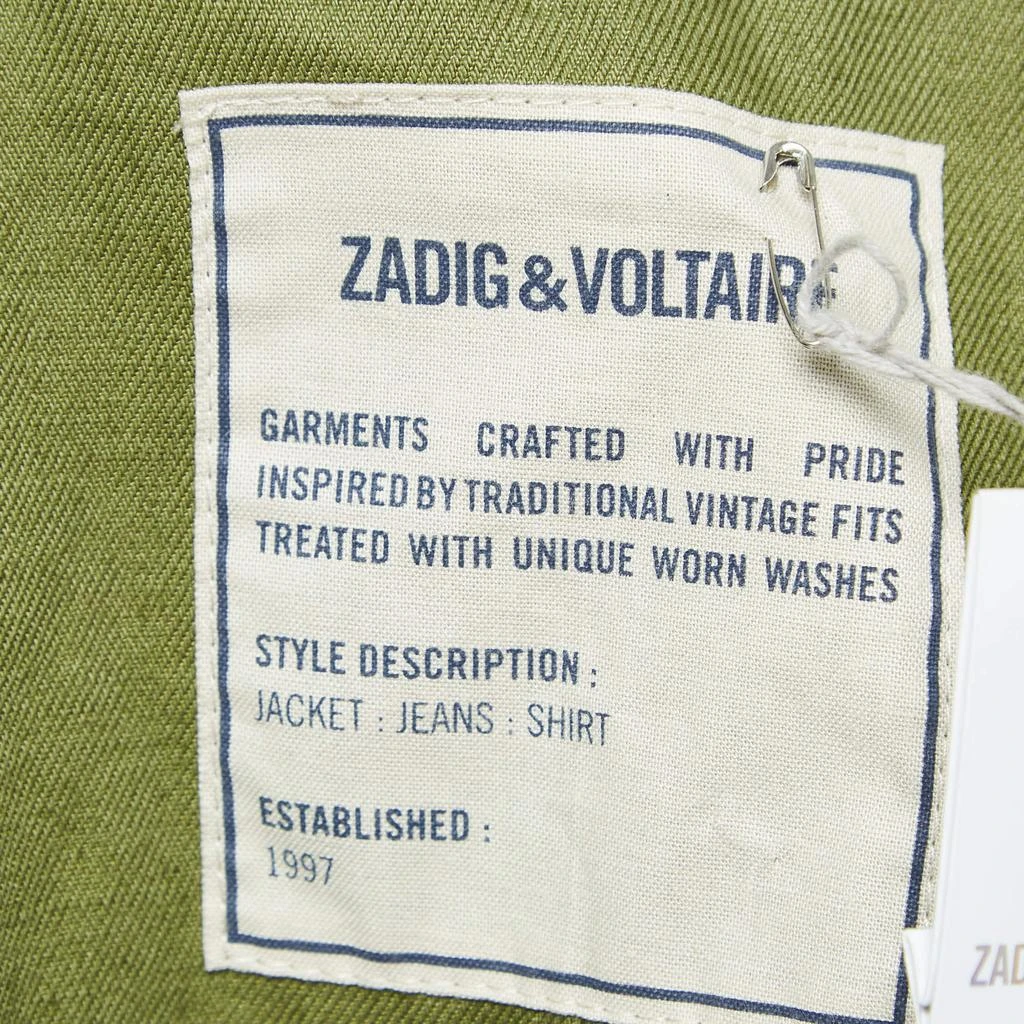 ZADIG&VOLTAIRE
GARMENTS CRAFTED WITH PRIDE
INSPIRED BY TRADITIONAL VINTAGE FITS
TREATED WITH UNIQUE WORN WASHES
STYLE DESCRIPTION :
JACKET : JEANS : SHIRT
ESTABLISHED :
1997
ZAD